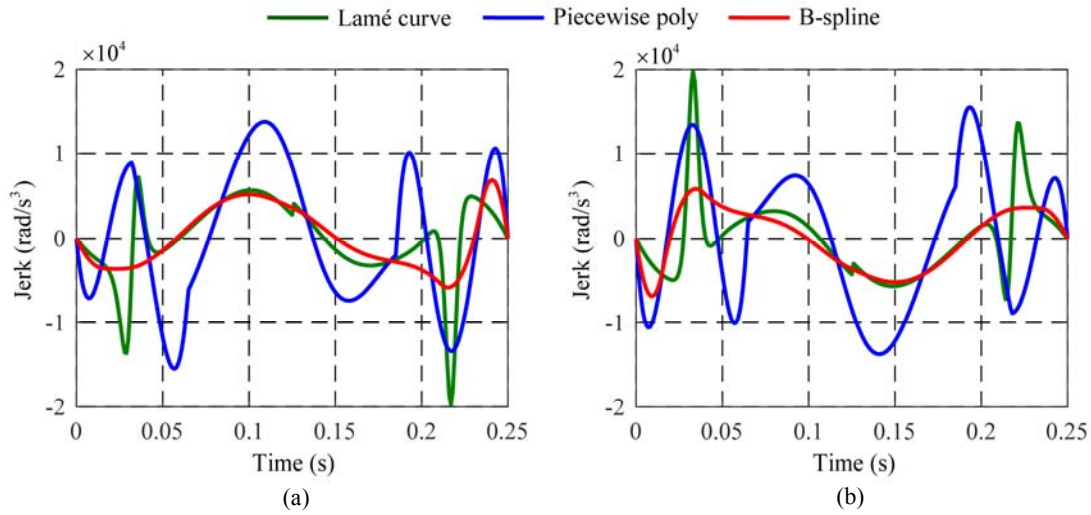 Lamé curve Piecewise poly B-spline
×10⁴
2
1
0
-1
-2
Jerk (rad/s³)
0 0.05 0.1 0.15 0.2 0.25
Time (s)
(a)
×10⁴
2
1
0
-1
-2
Jerk (rad/s³)
0 0.05 0.1 0.15 0.2 0.25
Time (s)
(b)